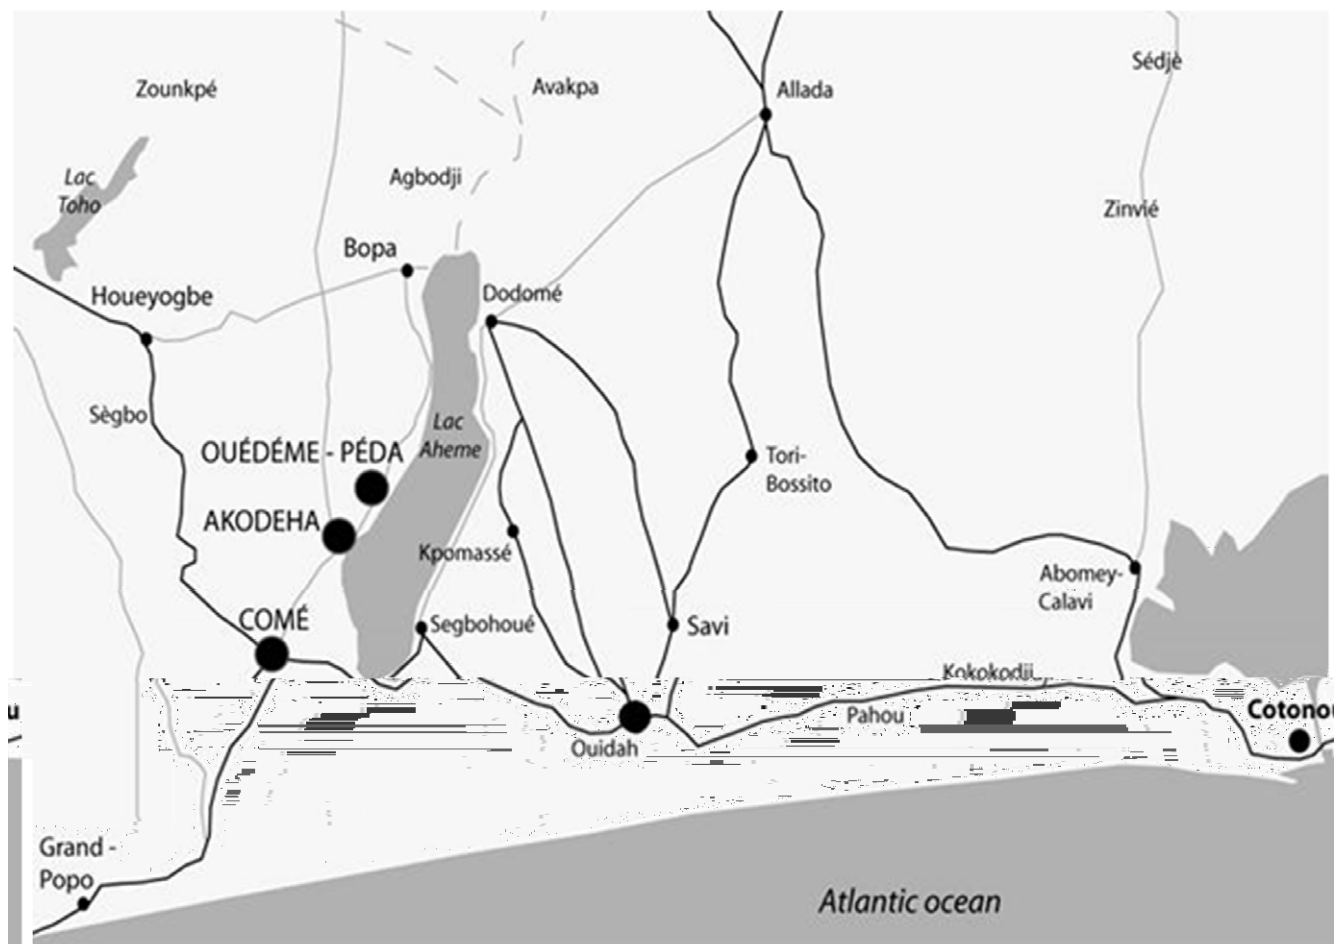 Sédjè
Zounkpé
Avakpa
Allada
Lac
Toho
Agbodji
Zinvié
Bopa
Houeyogbe
Dodomé
Sègbo
Lac
Aheme
OUÉDÉME - PÉDA
Tori-
Bossito
AKODEHA
Kpomassé
Abomey-
Calavi
COMÉ
Segbohoué
Savi
Kokokodji
Pahou
Cotonou
u
Ouidah
Grand -
Popo
Atlantic ocean